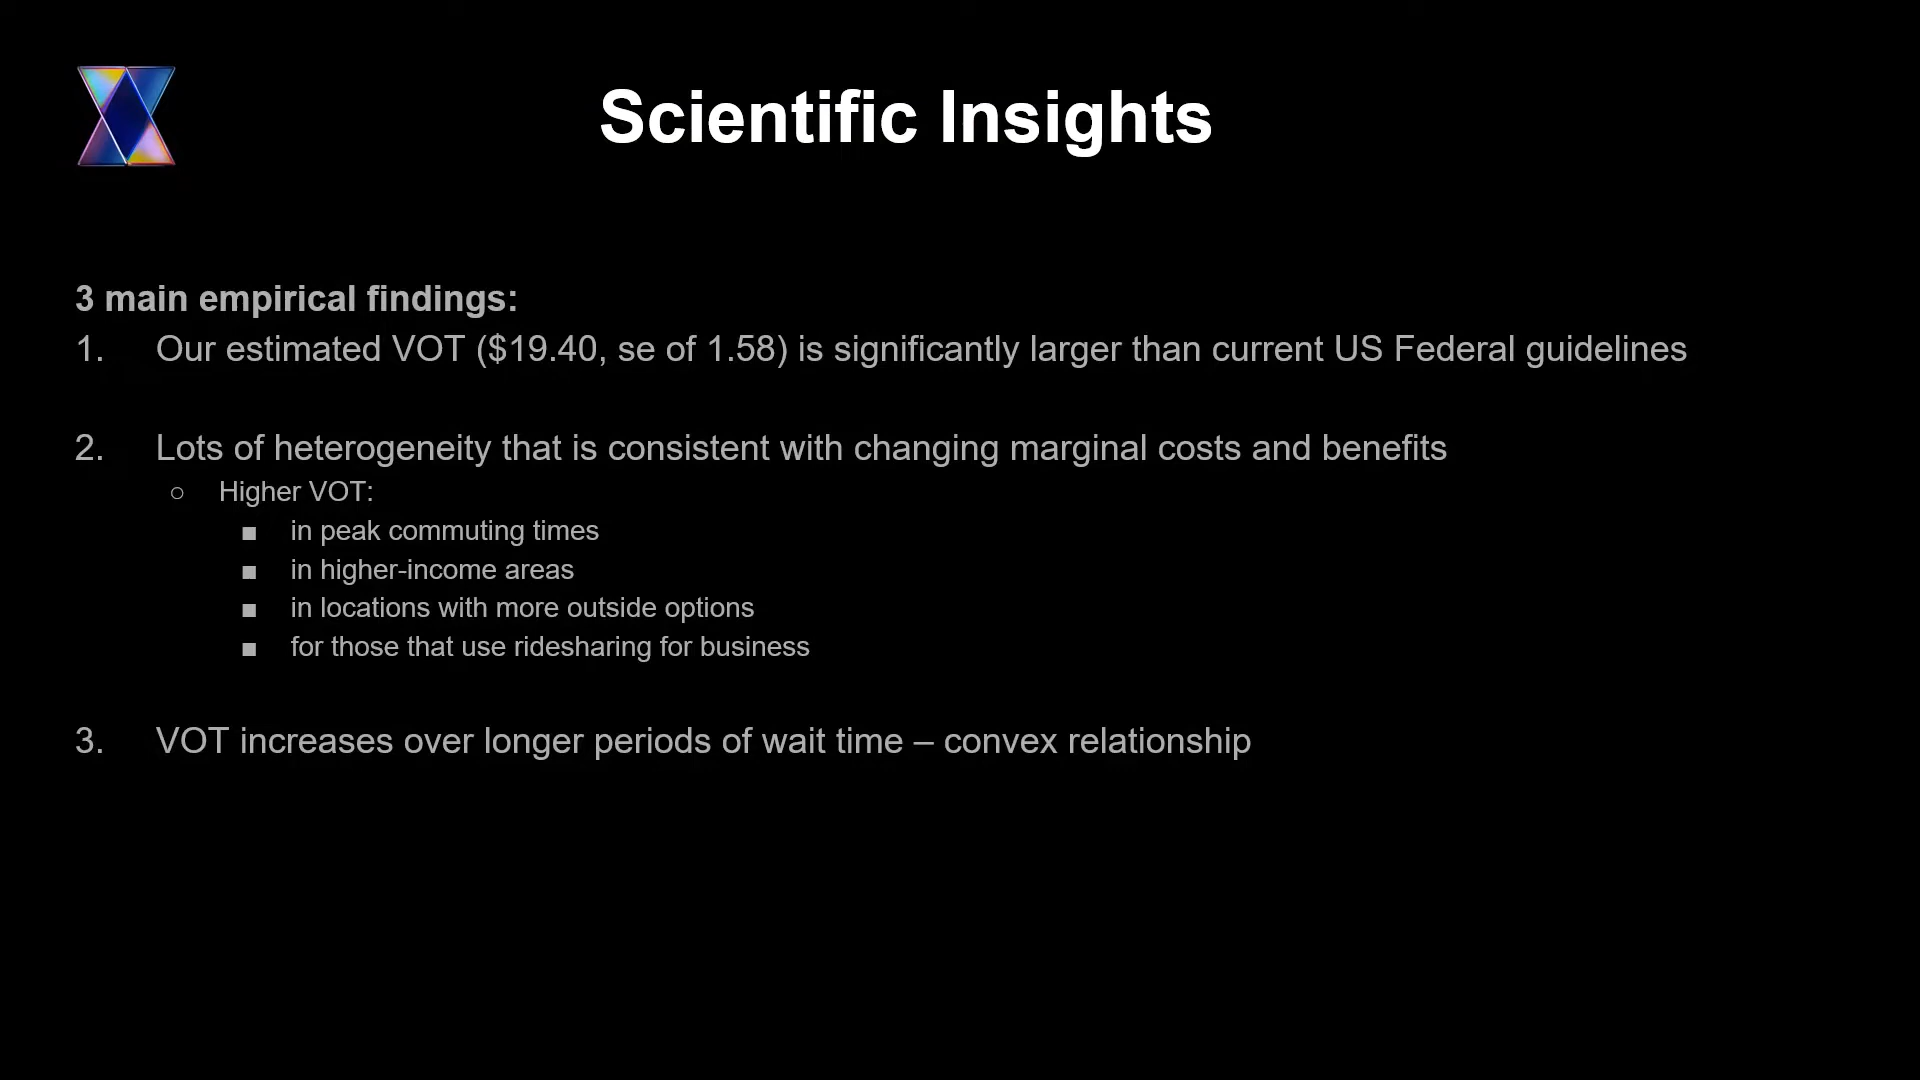 Scientific Insights
3 main empirical findings:
1. Our estimated VOT ($19.40, se of 1.58) is significantly larger than current US Federal guidelines
2. Lots of heterogeneity that is consistent with changing marginal costs and benefits
○ Higher VOT:
■ in peak commuting times
■ in higher-income areas
■ in locations with more outside options
■ for those that use ridesharing for business
3. VOT increases over longer periods of wait time – convex relationship